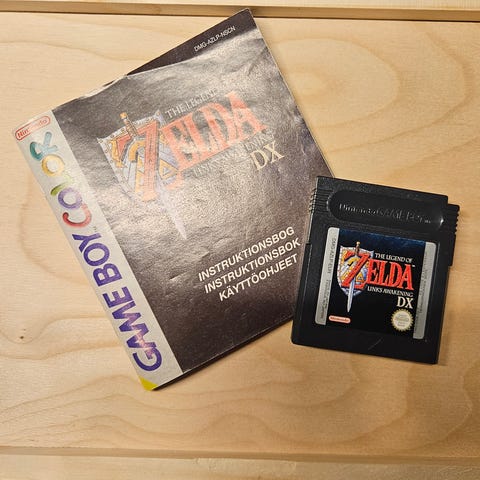 DMG-AZLP-NSCN
Nintendo
GAME BOY COLOR
THE LEGEND OF
ZELDA
LINK'S AWAKENING
DX
INSTRUKTIONSBOG
INSTRUKTIONSBOK
KÄYTTÖOHJEET
Nintendo GAME BOY
THE LEGEND OF
ZELDA
LINK'S AWAKENING
DX
Nintendo